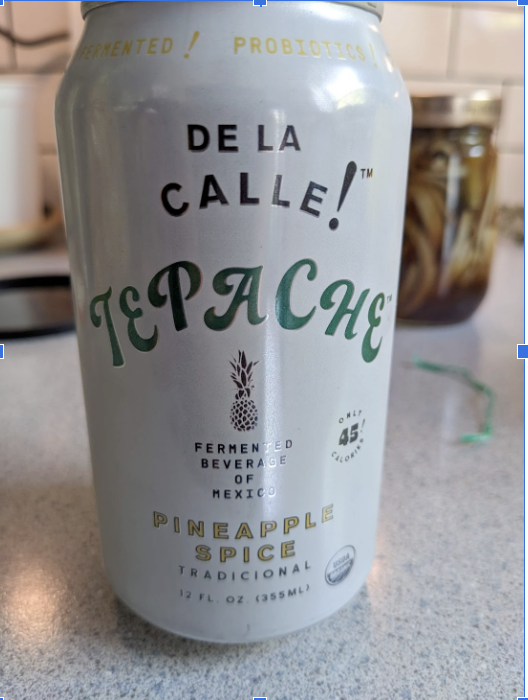 FERMENTED! PROBIOTICS!
DE LA
CALLE!™
TEPACHE™
ONLY
45
CALORIES!
FERMENTED
BEVERAGE
OF
MEXICO
PINEAPPLE
SPICE
TRADICIONAL
USDA
12 FL. OZ. (355ML)